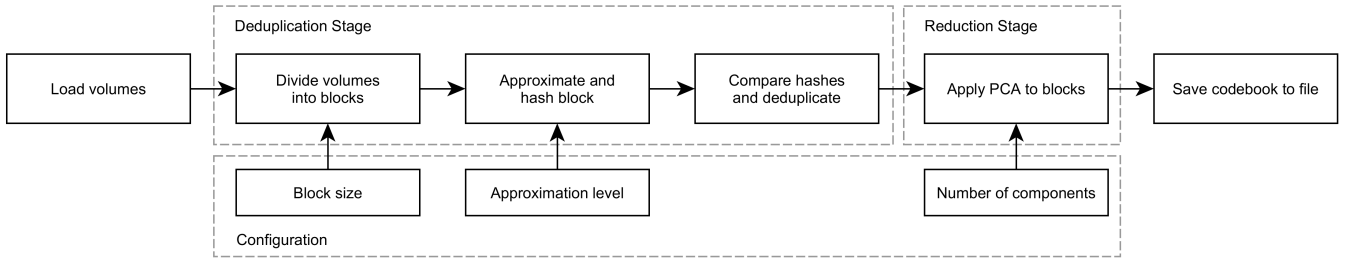 Deduplication Stage
Reduction Stage
Load volumes
Divide volumes
into blocks
Approximate and
hash block
Compare hashes
and deduplicate
Apply PCA to blocks
Save codebook to file
Block size
Approximation level
Number of components
Configuration